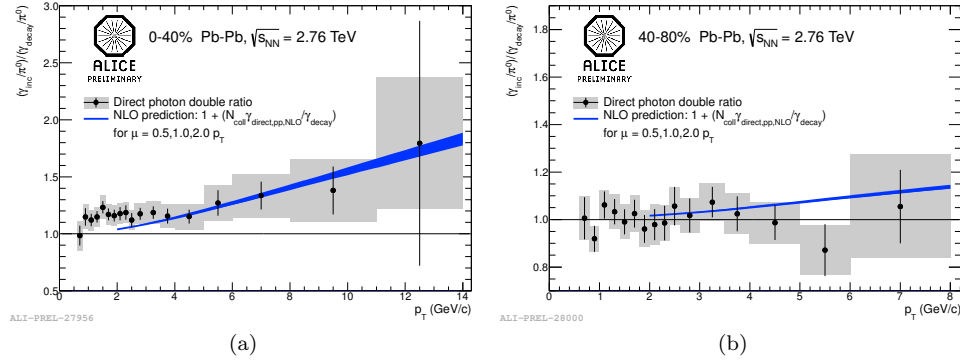 (γ_inc/π⁰)/(γ_decay/π⁰)
3.0
2.5
2.0
1.5
1.0
0.5
ALICE
PRELIMINARY
0-40% Pb-Pb, √s_NN = 2.76 TeV
Direct photon double ratio
NLO prediction: 1 + (N_coll γ_direct,pp,NLO/γ_decay)
for μ = 0.5,1.0,2.0 p_T
0 2 4 6 8 10 12 14
p_T (GeV/c)
ALI-PREL-27956
(a)
(γ_inc/π⁰)/(γ_decay/π⁰)
1.8
1.6
1.4
1.2
1.0
0.8
ALICE
PRELIMINARY
40-80% Pb-Pb, √s_NN = 2.76 TeV
Direct photon double ratio
NLO prediction: 1 + (N_coll γ_direct,pp,NLO/γ_decay)
for μ = 0.5,1.0,2.0 p_T
0 1 2 3 4 5 6 7 8
p_T (GeV/c)
ALI-PREL-28000
(b)